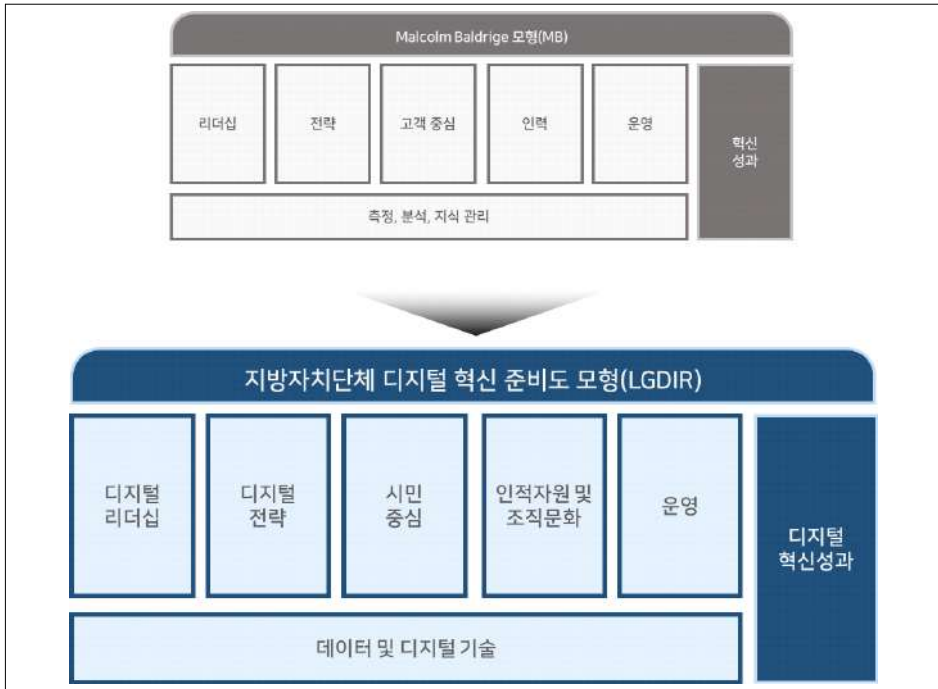 Malcolm Baldrige 모형(MB)
리더십
전략
고객 중심
인력
운영
혁신
성과
측정, 분석, 지식 관리
지방자치단체 디지털 혁신 준비도 모형(LGDIR)
디지털
리더십
디지털
전략
시민
중심
인적자원 및
조직문화
운영
디지털
혁신성과
데이터 및 디지털 기술